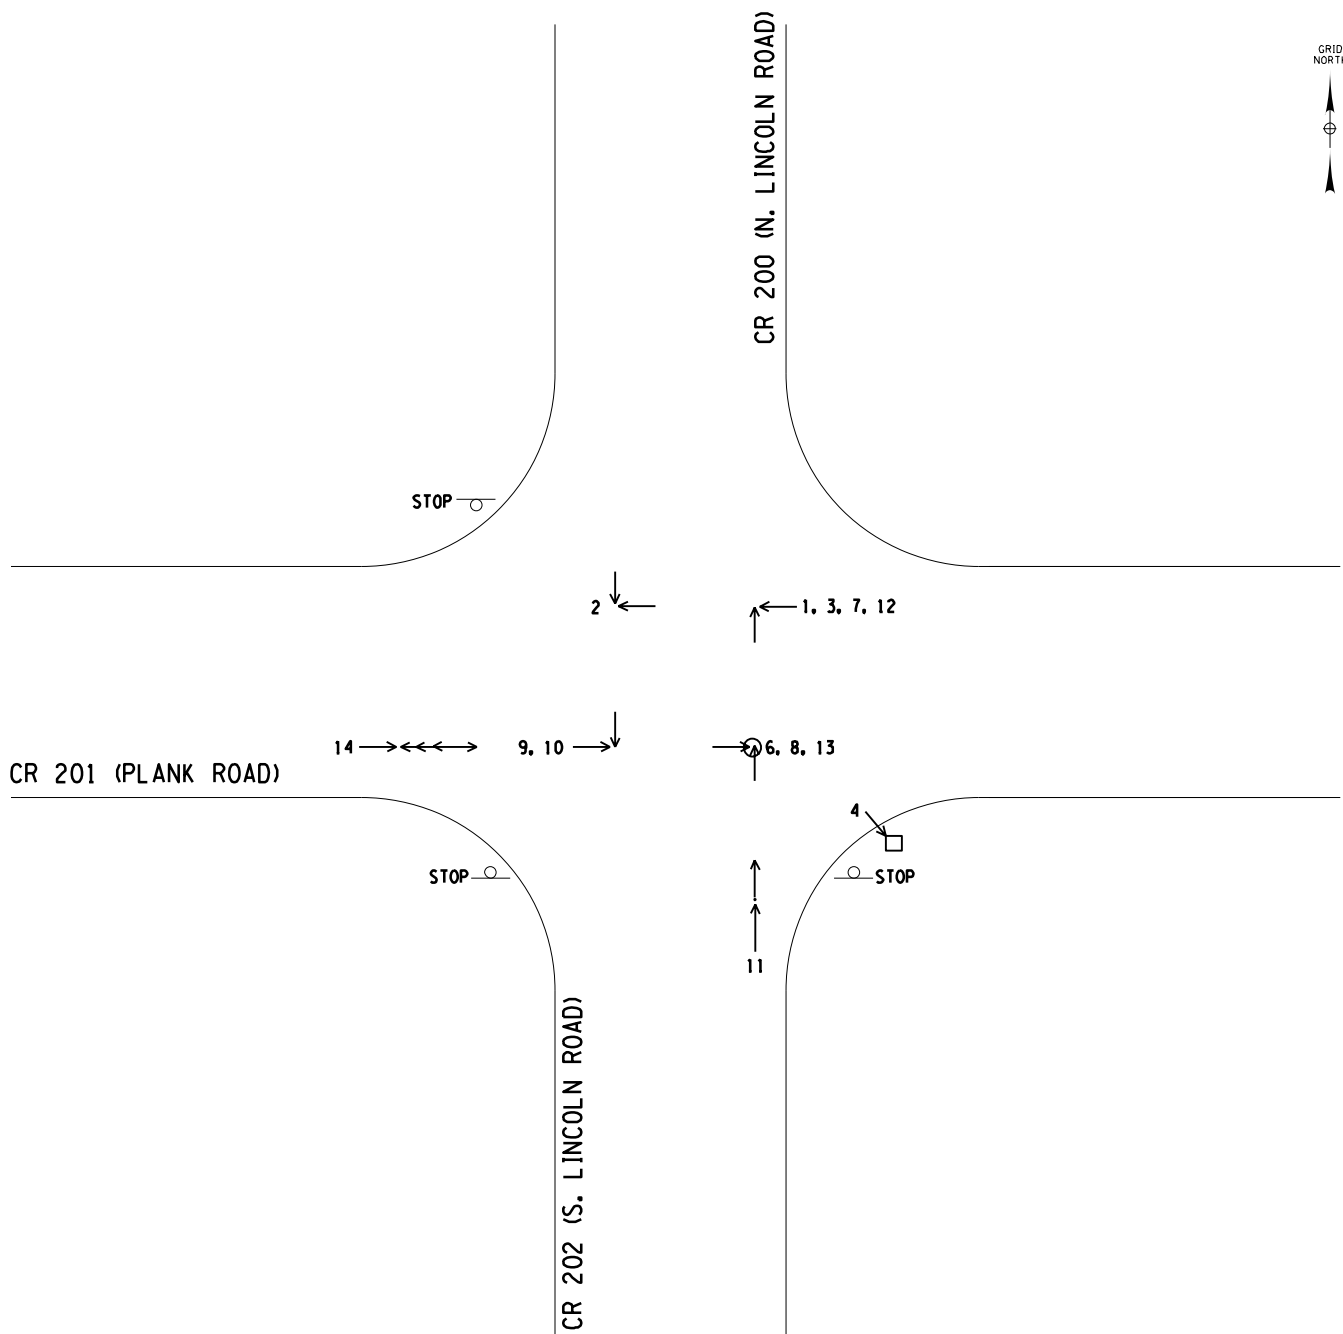 CR 200 (N. LINCOLN ROAD)
GRID
NORTH
STOP
2
1, 3, 7, 12
14
9, 10
6, 8, 13
CR 201 (PLANK ROAD)
4
STOP
STOP
11
CR 202 (S. LINCOLN ROAD)